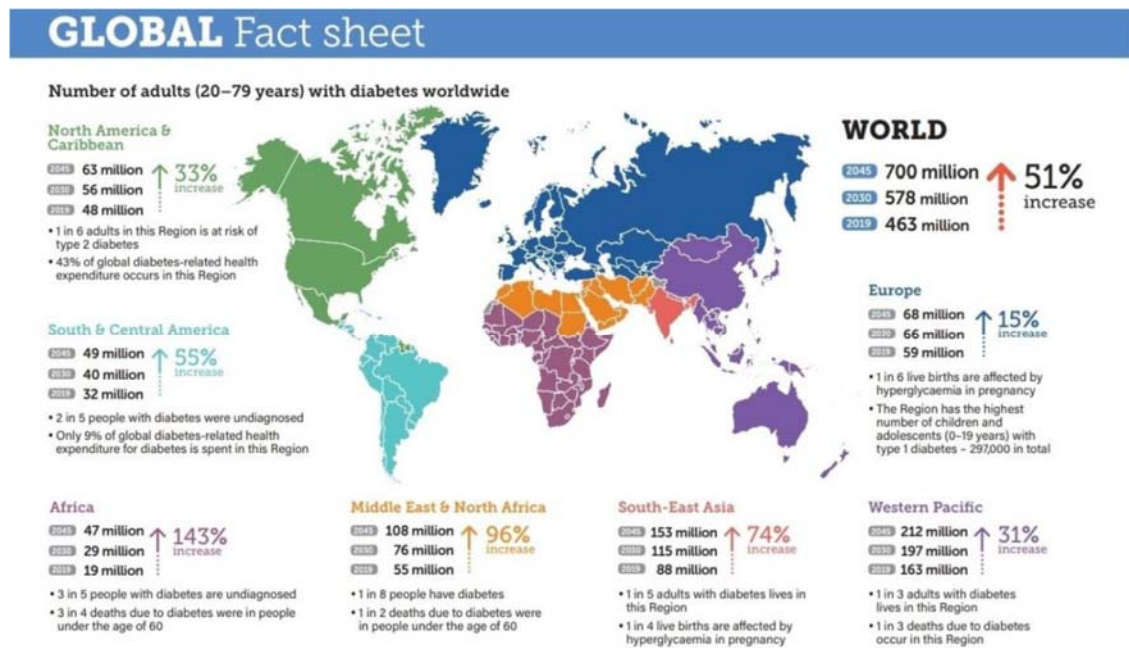 GLOBAL Fact sheet
Number of adults (20–79 years) with diabetes worldwide
North America &
Caribbean
2045 63 million
2030 56 million
2019 48 million
33%
increase
• 1 in 6 adults in this Region is at risk of
type 2 diabetes
• 43% of global diabetes-related health
expenditure occurs in this Region
South & Central America
2045 49 million
2030 40 million
2019 32 million
55%
increase
• 2 in 5 people with diabetes were undiagnosed
• Only 9% of global diabetes-related health
expenditure for diabetes is spent in this Region
WORLD
2045 700 million
2030 578 million
2019 463 million
51%
increase
Europe
2045 68 million
2030 66 million
2019 59 million
15%
increase
• 1 in 6 live births are affected by
hyperglycaemia in pregnancy
• The Region has the highest
number of children and
adolescents (0–19 years) with
type 1 diabetes – 297,000 in total
Africa
2045 47 million
2030 29 million
2019 19 million
143%
increase
• 3 in 5 people with diabetes are undiagnosed
• 3 in 4 deaths due to diabetes were in people
under the age of 60
Middle East & North Africa
2045 108 million
2030 76 million
2019 55 million
96%
increase
• 1 in 8 people have diabetes
• 1 in 2 deaths due to diabetes were
in people under the age of 60
South-East Asia
2045 153 million
2030 115 million
2019 88 million
74%
increase
• 1 in 5 adults with diabetes lives in
this Region
• 1 in 4 live births are affected by
hyperglycaemia in pregnancy
Western Pacific
2045 212 million
2030 197 million
2019 163 million
31%
increase
• 1 in 3 adults with diabetes
lives in this Region
• 1 in 3 deaths due to diabetes
occur in this Region